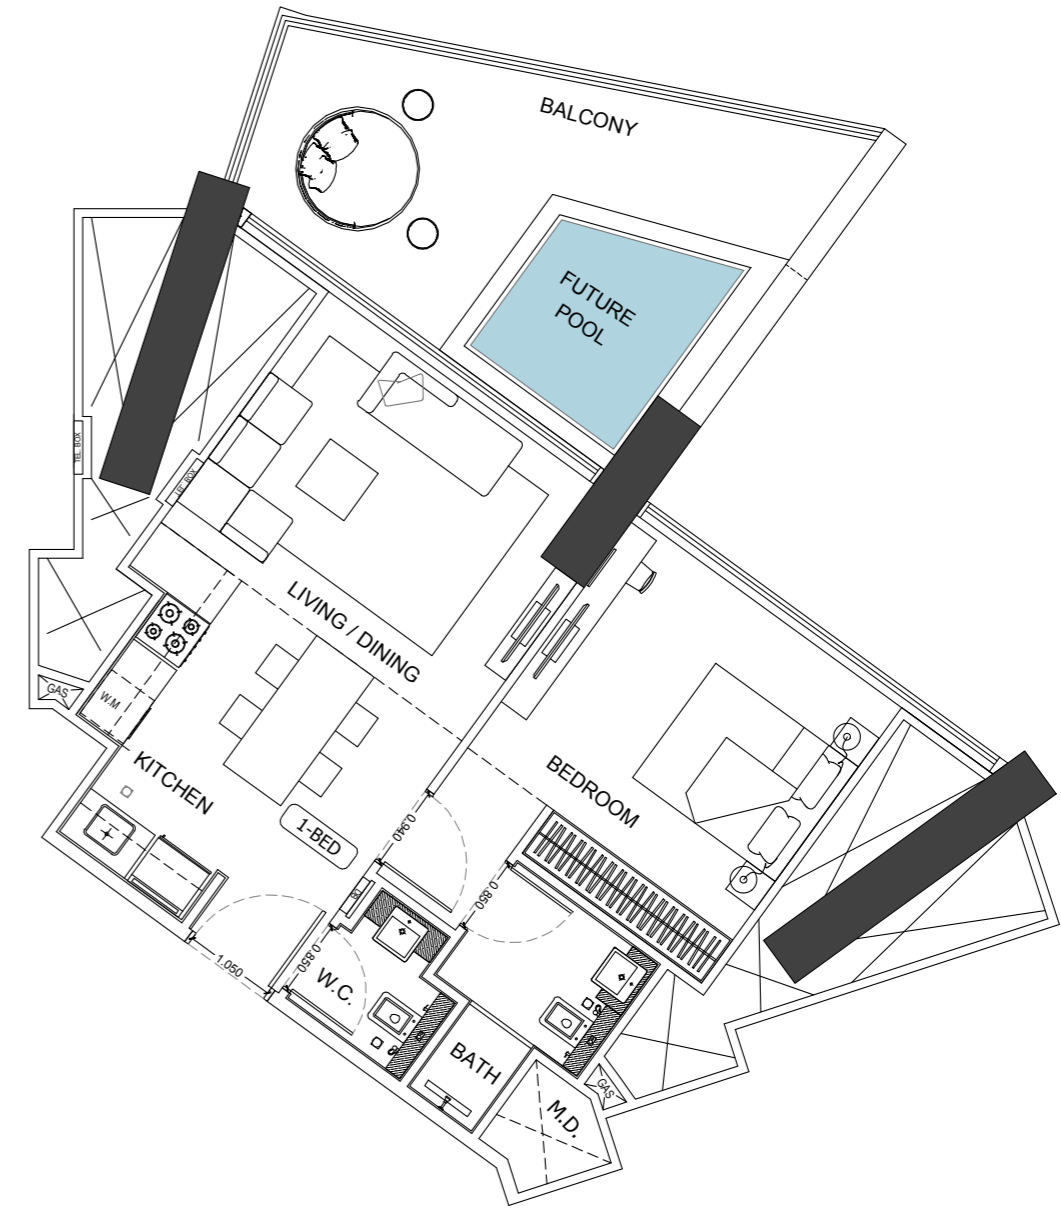 BALCONY
FUTURE
POOL
TEL. BOX
LIVING / DINING
GAS
W.M
KITCHEN
1-BED
BEDROOM
0.940
0.850
1.050
0.850
W.C.
BATH
GAS
M.D.